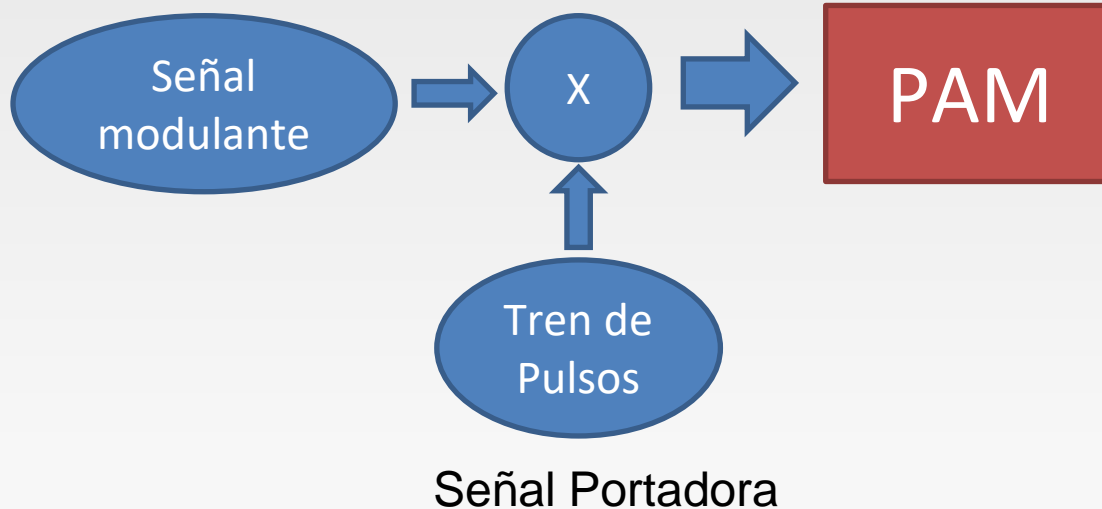 Señal
modulante
X
PAM
Tren de
Pulsos
Señal Portadora